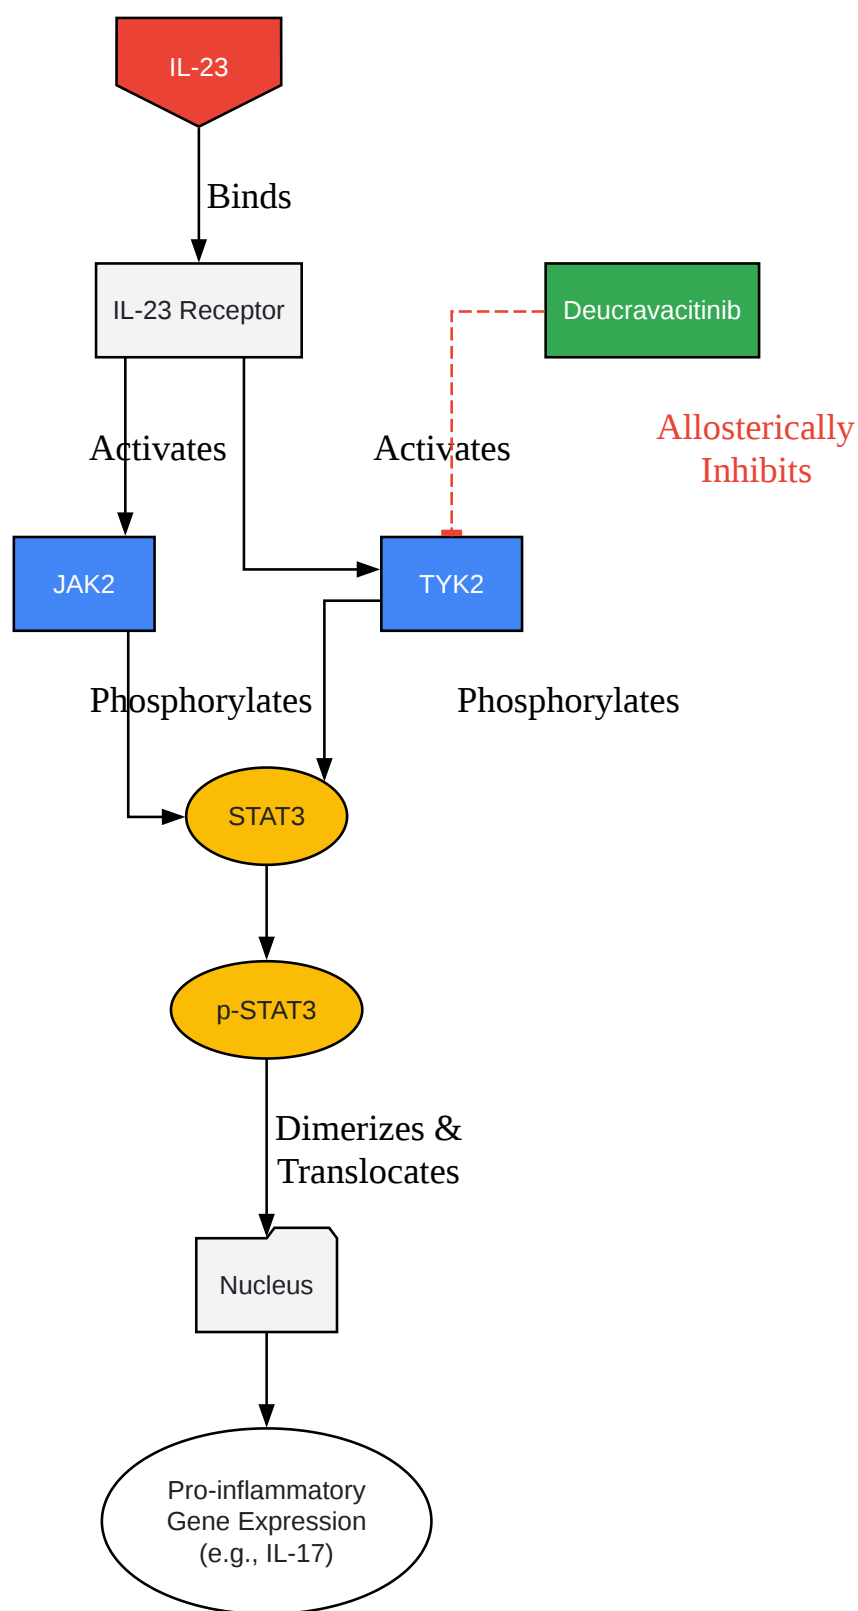 IL-23
Binds
IL-23 Receptor
Deucravacitinib
Activates
Activates
Allosterically
Inhibits
JAK2
TYK2
Phosphorylates
Phosphorylates
STAT3
p-STAT3
Dimerizes &
Translocates
Nucleus
Pro-inflammatory
Gene Expression
(e.g., IL-17)